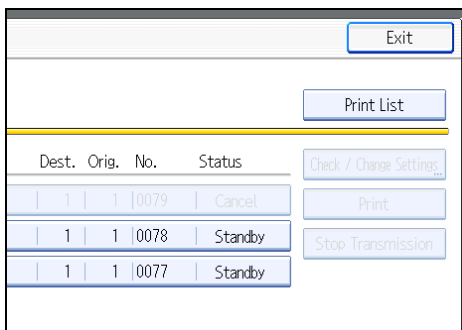 Exit
Print List
Dest. Orig. No. Status
Check / Change Settings...
1 1 0079 Cancel
Print
1 1 0078 Standby
Stop Transmission
1 1 0077 Standby